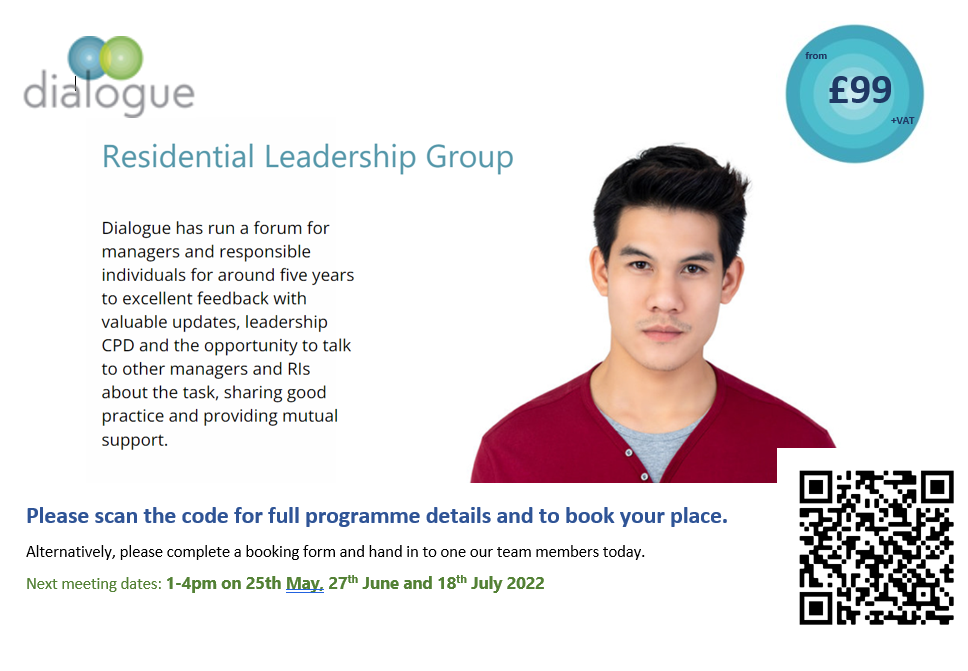 dialogue
from
£99
+VAT
Residential Leadership Group
Dialogue has run a forum for
managers and responsible
individuals for around five years
to excellent feedback with
valuable updates, leadership
CPD and the opportunity to talk
to other managers and RIs
about the task, sharing good
practice and providing mutual
support.
Please scan the code for full programme details and to book your place.
Alternatively, please complete a booking form and hand in to one our team members today.
Next meeting dates: 1-4pm on 25th May, 27th June and 18th July 2022